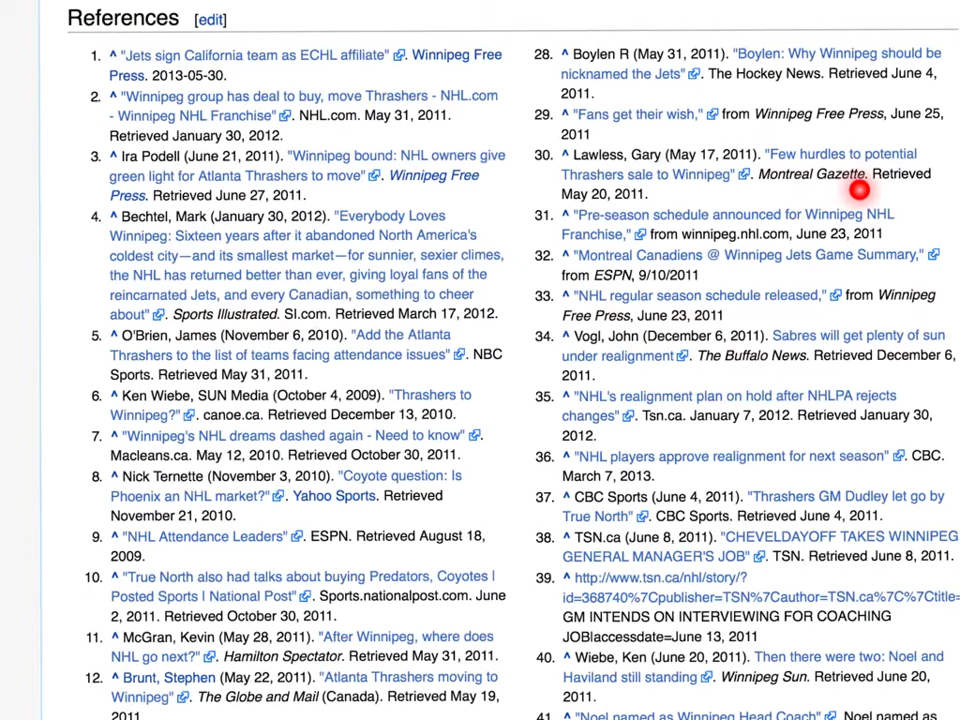 References [edit]
1. ^ "Jets sign California team as ECHL affiliate" . Winnipeg Free
Press. 2013-05-30.
2. ^ "Winnipeg group has deal to buy, move Thrashers - NHL.com
- Winnipeg NHL Franchise" . NHL.com. May 31, 2011.
Retrieved January 30, 2012.
3. ^ Ira Podell (June 21, 2011). "Winnipeg bound: NHL owners give
green light for Atlanta Thrashers to move" . Winnipeg Free
Press. Retrieved June 27, 2011.
4. ^ Bechtel, Mark (January 30, 2012). "Everybody Loves
Winnipeg: Sixteen years after it abandoned North America's
coldest city—and its smallest market—for sunnier, sexier climes,
the NHL has returned better than ever, giving loyal fans of the
reincarnated Jets, and every Canadian, something to cheer
about" . Sports Illustrated. SI.com. Retrieved March 17, 2012.
5. ^ O'Brien, James (November 6, 2010). "Add the Atlanta
Thrashers to the list of teams facing attendance issues" . NBC
Sports. Retrieved May 31, 2011.
6. ^ Ken Wiebe, SUN Media (October 4, 2009). "Thrashers to
Winnipeg?" . canoe.ca. Retrieved December 13, 2010.
7. ^ "Winnipeg's NHL dreams dashed again - Need to know" .
Macleans.ca. May 12, 2010. Retrieved October 30, 2011.
8. ^ Nick Ternette (November 3, 2010). "Coyote question: Is
Phoenix an NHL market?" . Yahoo Sports. Retrieved
November 21, 2010.
9. ^ "NHL Attendance Leaders" . ESPN. Retrieved August 18,
2009.
10. ^ "True North also had talks about buying Predators, Coyotes |
Posted Sports | National Post" . Sports.nationalpost.com. June
2, 2011. Retrieved October 30, 2011.
11. ^ McGran, Kevin (May 28, 2011). "After Winnipeg, where does
NHL go next?" . Hamilton Spectator. Retrieved May 31, 2011.
12. ^ Brunt, Stephen (May 22, 2011). "Atlanta Thrashers moving to
Winnipeg" . The Globe and Mail (Canada). Retrieved May 19,
2011.
28. ^ Boylen R (May 31, 2011). "Boylen: Why Winnipeg should be
nicknamed the Jets" . The Hockey News. Retrieved June 4,
2011.
29. ^ "Fans get their wish," from Winnipeg Free Press, June 25,
2011
30. ^ Lawless, Gary (May 17, 2011). "Few hurdles to potential
Thrashers sale to Winnipeg" . Montreal Gazette. Retrieved
May 20, 2011.
31. ^ "Pre-season schedule announced for Winnipeg NHL
Franchise," from winnipeg.nhl.com, June 23, 2011
32. ^ "Montreal Canadiens @ Winnipeg Jets Game Summary,"
from ESPN, 9/10/2011
33. ^ "NHL regular season schedule released," from Winnipeg
Free Press, June 23, 2011
34. ^ Vogl, John (December 6, 2011). Sabres will get plenty of sun
under realignment . The Buffalo News. Retrieved December 6,
2011.
35. ^ "NHL's realignment plan on hold after NHLPA rejects
changes" . Tsn.ca. January 7, 2012. Retrieved January 30,
2012.
36. ^ "NHL players approve realignment for next season" . CBC.
March 7, 2013.
37. ^ CBC Sports (June 4, 2011). "Thrashers GM Dudley let go by
True North" . CBC Sports. Retrieved June 4, 2011.
38. ^ TSN.ca (June 8, 2011). "CHEVELDAYOFF TAKES WINNIPEG
GENERAL MANAGER'S JOB" . TSN. Retrieved June 8, 2011.
39. ^ http://www.tsn.ca/nhl/story/?
id=368740%7Cpublisher=TSN%7Cauthor=TSN.ca%7C%7Ctitle=
GM INTENDS ON INTERVIEWING FOR COACHING
JOB|accessdate=June 13, 2011
40. ^ Wiebe, Ken (June 20, 2011). Then there were two: Noel and
Haviland still standing . Winnipeg Sun. Retrieved June 20,
2011.
41. ^ "Noel named as Winnipeg Head Coach" . Noel named as